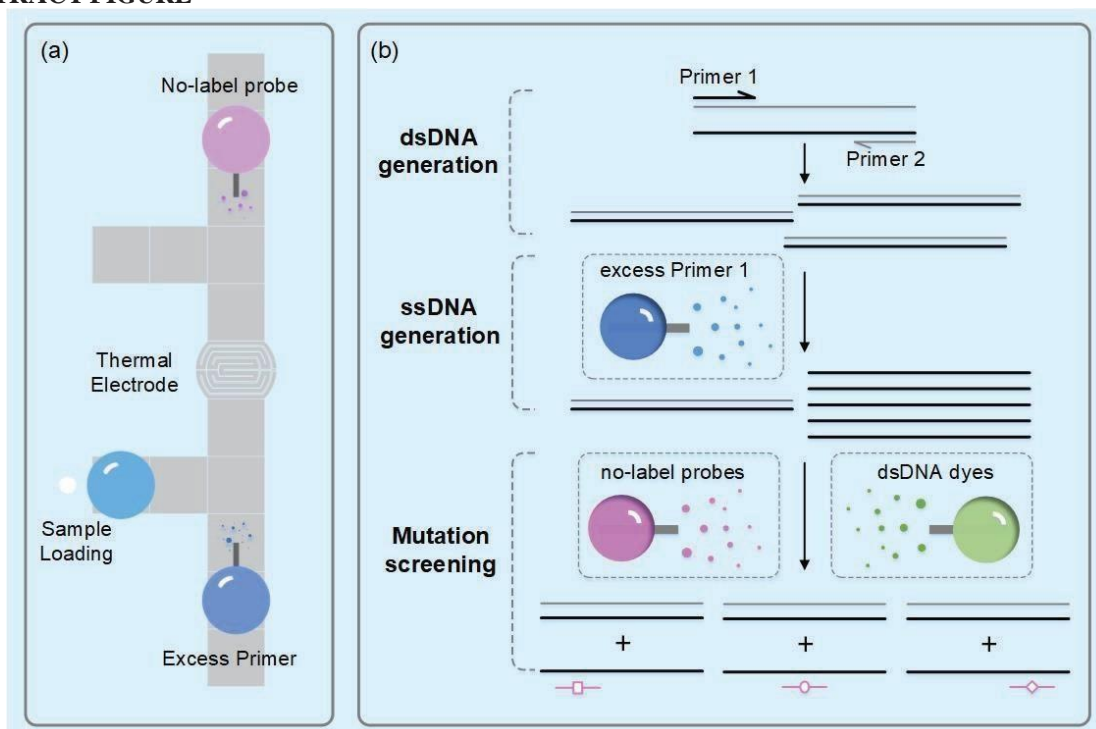 (a)
No-label probe
Thermal
Electrode
Sample
Loading
Excess Primer
(b)
Primer 1
dsDNA
generation
Primer 2
excess Primer 1
ssDNA
generation
no-label probes
dsDNA dyes
Mutation
screening
+
+
+